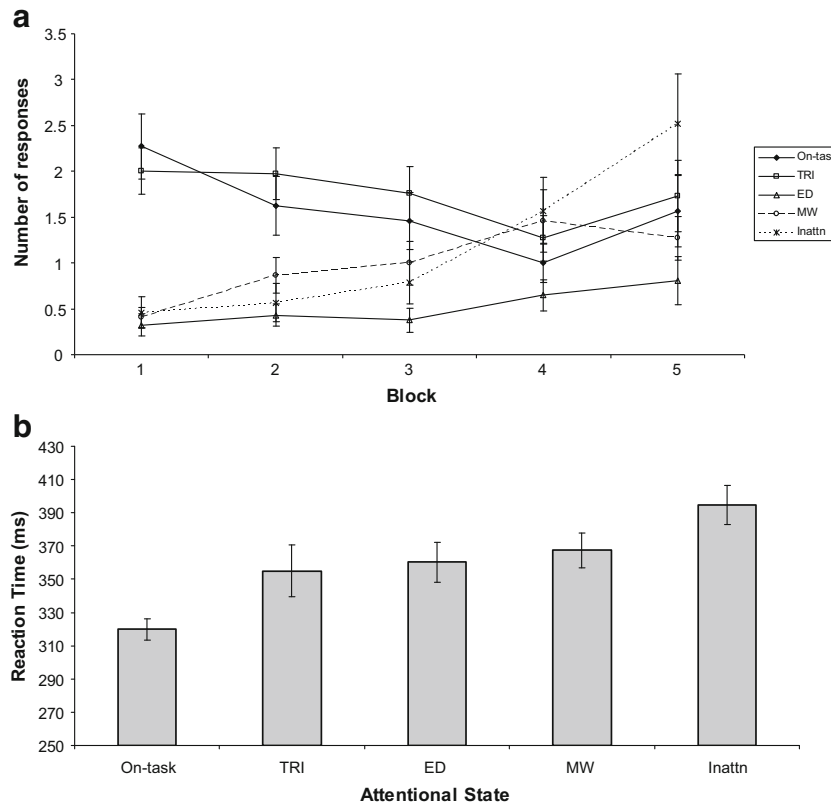 a
3.5
3
2.5
2
1.5
1
0.5
0
Number of responses
1 2 3 4 5
Block
On-tas
TRI
ED
MW
Inattn
b
430
410
390
370
350
330
310
290
270
250
Reaction Time (ms)
On-task TRI ED MW Inattn
Attentional State